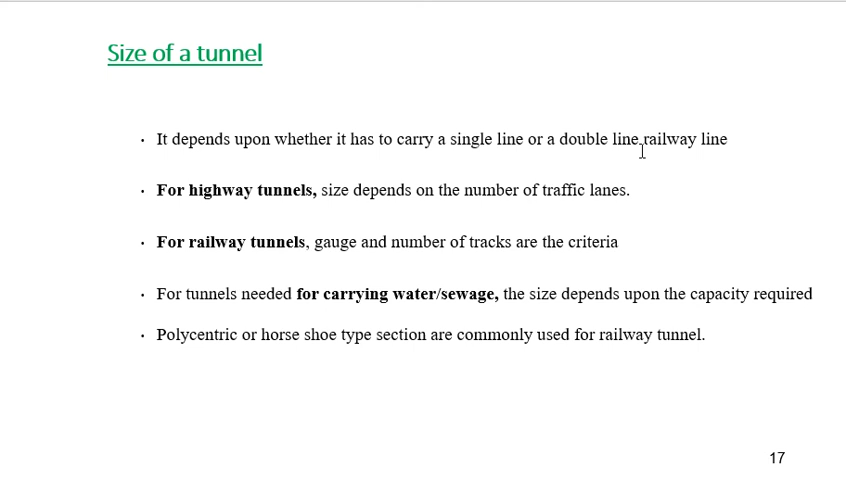 Size of a tunnel
• It depends upon whether it has to carry a single line or a double line railway line
• For highway tunnels, size depends on the number of traffic lanes.
• For railway tunnels, gauge and number of tracks are the criteria
• For tunnels needed for carrying water/sewage, the size depends upon the capacity required
• Polycentric or horse shoe type section are commonly used for railway tunnel.
17